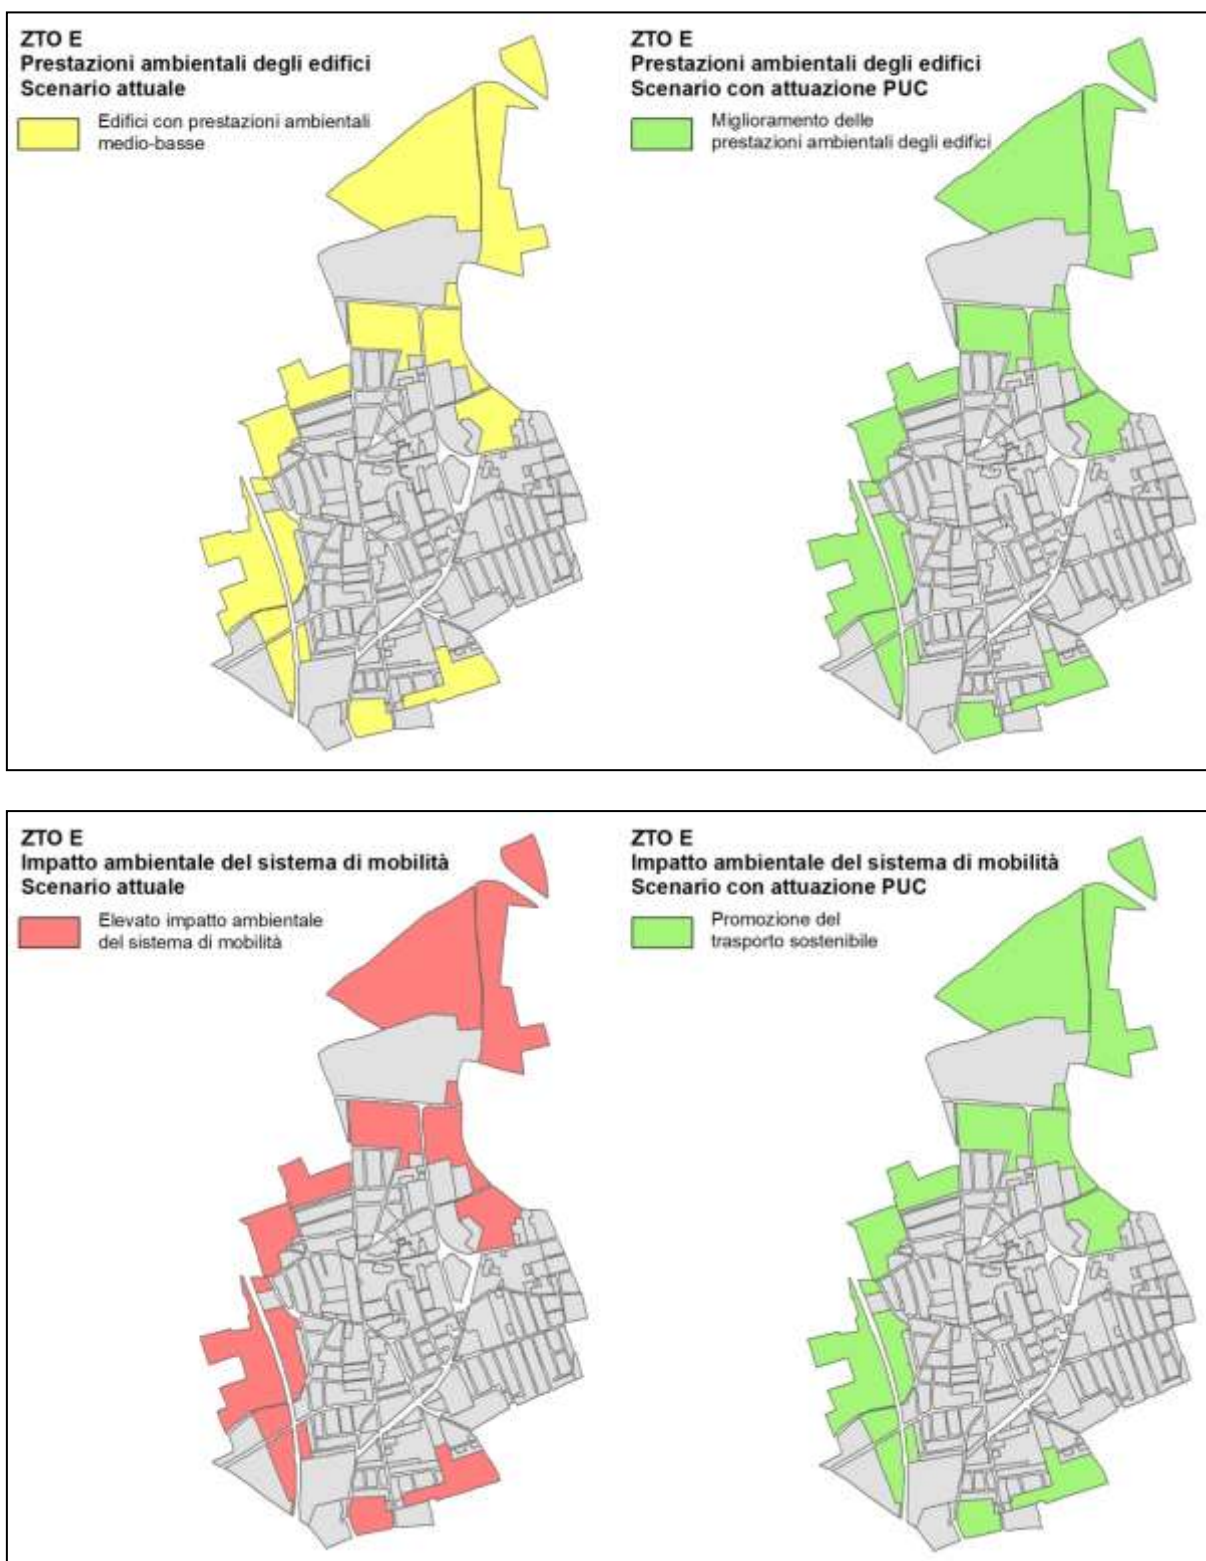 ZTO E
Prestazioni ambientali degli edifici
Scenario attuale
Edifici con prestazioni ambientali
medio-basse
ZTO E
Prestazioni ambientali degli edifici
Scenario con attuazione PUC
Miglioramento delle
prestazioni ambientali degli edifici
ZTO E
Impatto ambientale del sistema di mobilità
Scenario attuale
Elevato impatto ambientale
del sistema di mobilità
ZTO E
Impatto ambientale del sistema di mobilità
Scenario con attuazione PUC
Promozione del
trasporto sostenibile